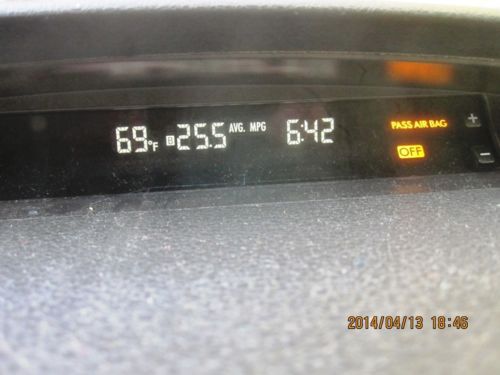 69°F B 25.5 AVG. MPG 6:42 PASS AIR BAG +
OFF −
2014/04/13 18:46